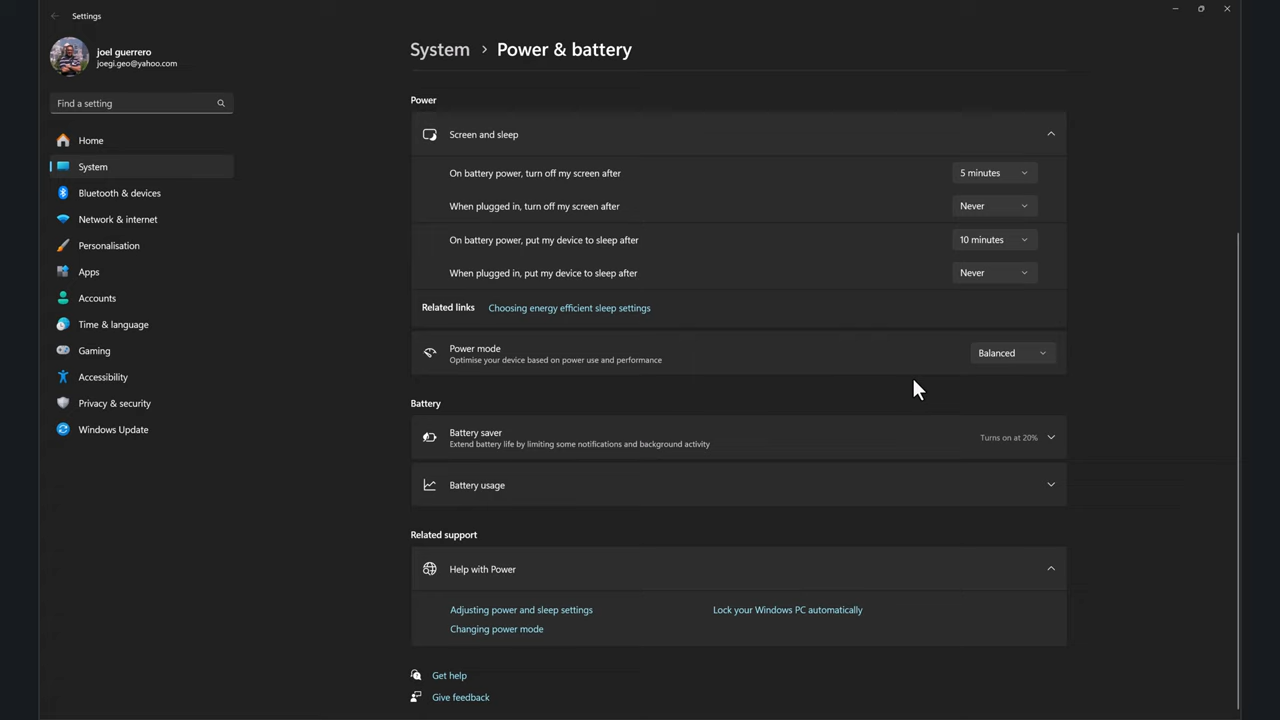 Settings
joel guerrero
joegi.geo@yahoo.com
Find a setting
Home
System
Bluetooth & devices
Network & internet
Personalisation
Apps
Accounts
Time & language
Gaming
Accessibility
Privacy & security
Windows Update
System > Power & battery
Power
Screen and sleep
On battery power, turn off my screen after 5 minutes
When plugged in, turn off my screen after Never
On battery power, put my device to sleep after 10 minutes
When plugged in, put my device to sleep after Never
Related links Choosing energy efficient sleep settings
Power mode
Optimise your device based on power use and performance
Balanced
Battery
Battery saver
Extend battery life by limiting some notifications and background activity
Turns on at 20%
Battery usage
Related support
Help with Power
Adjusting power and sleep settings Lock your Windows PC automatically
Changing power mode
Get help
Give feedback